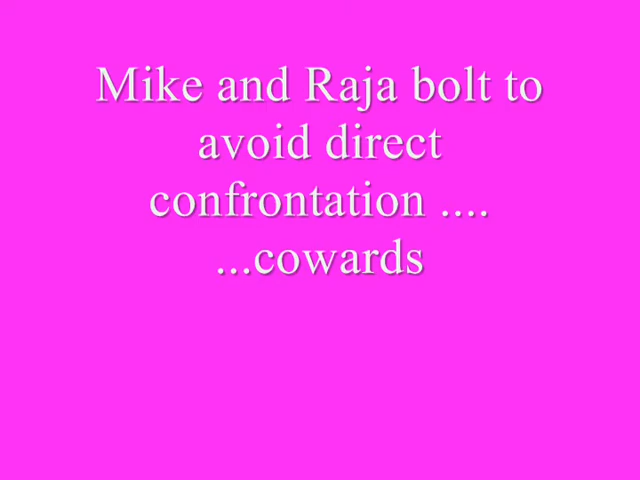 Mike and Raja bolt to
avoid direct
confrontation ....
...cowards